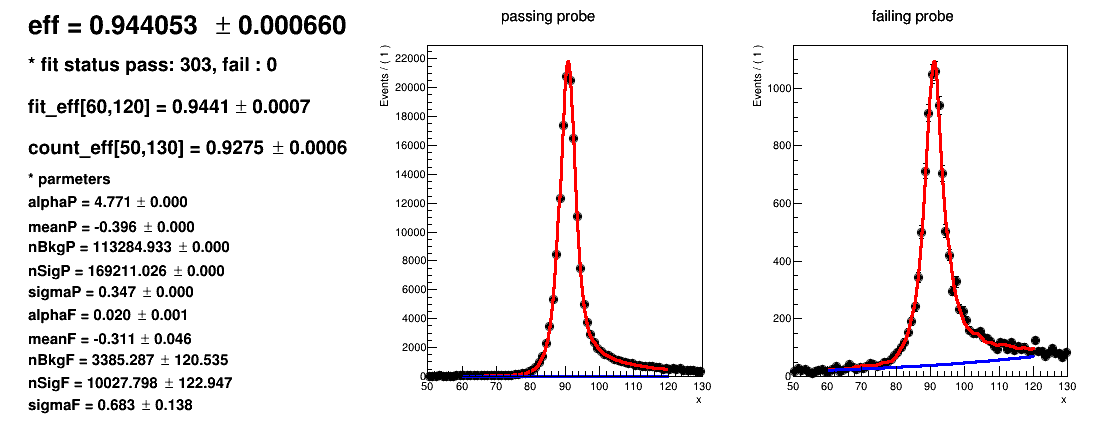 eff = 0.944053 ± 0.000660
* fit status pass: 303, fail : 0
fit_eff[60,120] = 0.9441 ± 0.0007
count_eff[50,130] = 0.9275 ± 0.0006
* parmeters
alphaP = 4.771 ± 0.000
meanP = -0.396 ± 0.000
nBkgP = 113284.933 ± 0.000
nSigP = 169211.026 ± 0.000
sigmaP = 0.347 ± 0.000
alphaF = 0.020 ± 0.001
meanF = -0.311 ± 0.046
nBkgF = 3385.287 ± 120.535
nSigF = 10027.798 ± 122.947
sigmaF = 0.683 ± 0.138
passing probe
Events / ( 1 )
22000
20000
18000
16000
14000
12000
10000
8000
6000
4000
2000
0
50 60 70 80 90 100 110 120 130
x
failing probe
Events / ( 1 )
1000
800
600
400
200
0
50 60 70 80 90 100 110 120 130
x